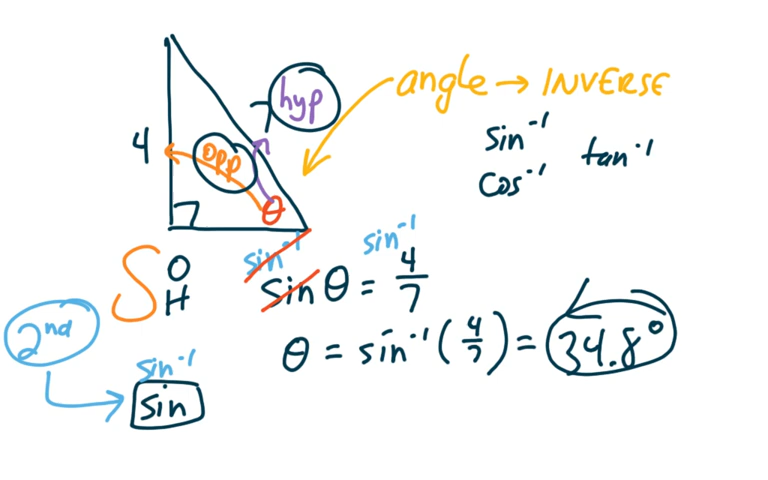 angle → INVERSE
7 hyp
sin⁻¹
cos⁻¹
tan⁻¹
4
opp
θ
S O
H
sin⁻¹ sin⁻¹
sin θ = 4/7
2nd
θ = sin⁻¹ (4/7) = 34.8°
sin⁻¹
sin